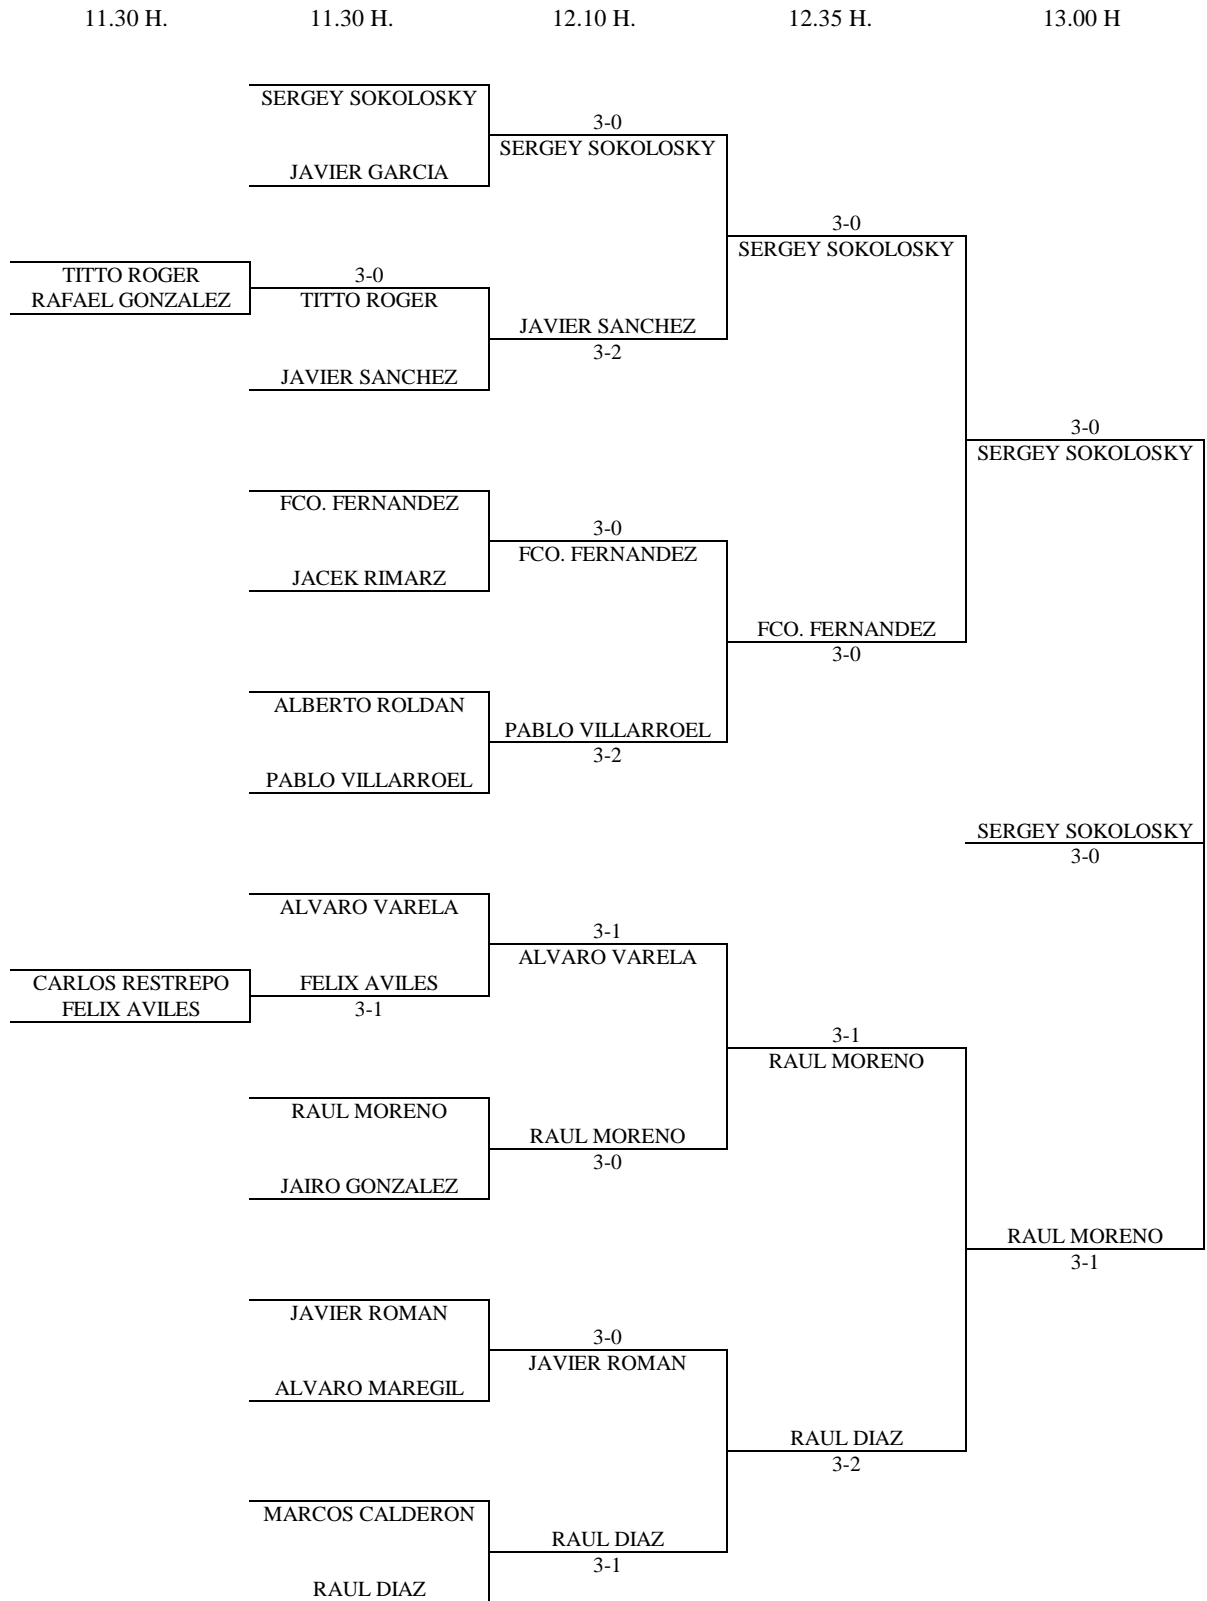 11.30 H. 11.30 H. 12.10 H. 12.35 H. 13.00 H
SERGEY SOKOLOSKY
3-0
SERGEY SOKOLOSKY
JAVIER GARCIA
3-0
SERGEY SOKOLOSKY
TITTO ROGER 3-0
RAFAEL GONZALEZ TITTO ROGER
JAVIER SANCHEZ
3-2
JAVIER SANCHEZ
3-0
SERGEY SOKOLOSKY
FCO. FERNANDEZ
3-0
FCO. FERNANDEZ
JACEK RIMARZ
FCO. FERNANDEZ
3-0
ALBERTO ROLDAN
PABLO VILLARROEL
3-2
PABLO VILLARROEL
SERGEY SOKOLOSKY
3-0
ALVARO VARELA
3-1
ALVARO VARELA
CARLOS RESTREPO FELIX AVILES
FELIX AVILES 3-1
3-1
RAUL MORENO
RAUL MORENO
RAUL MORENO
3-0
JAIRO GONZALEZ
RAUL MORENO
3-1
JAVIER ROMAN
3-0
JAVIER ROMAN
ALVARO MAREGIL
RAUL DIAZ
3-2
MARCOS CALDERON
RAUL DIAZ
3-1
RAUL DIAZ